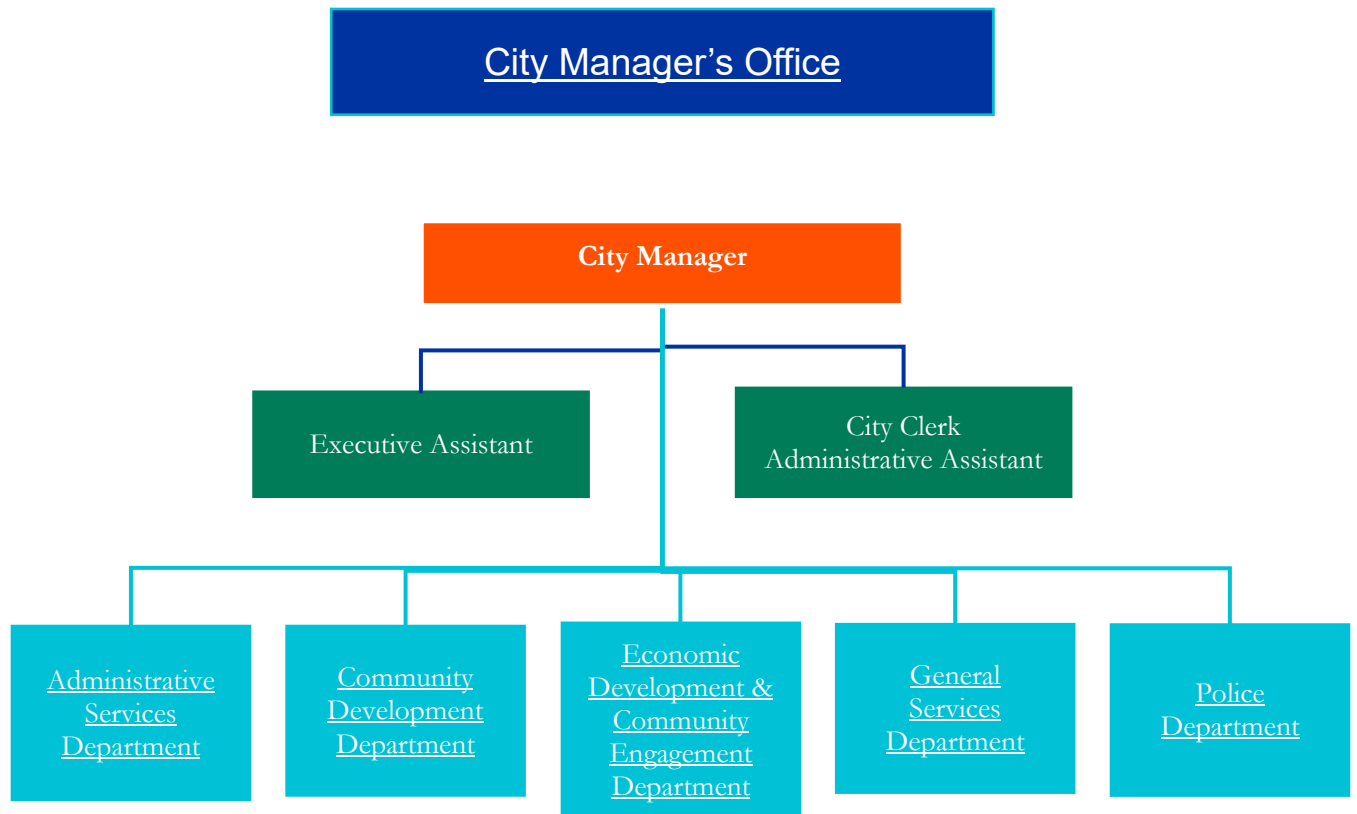 City Manager’s Office
City Manager
Executive Assistant
City Clerk
Administrative Assistant
Administrative
Services
Department
Community
Development
Department
Economic
Development &
Community
Engagement
Department
General
Services
Department
Police
Department